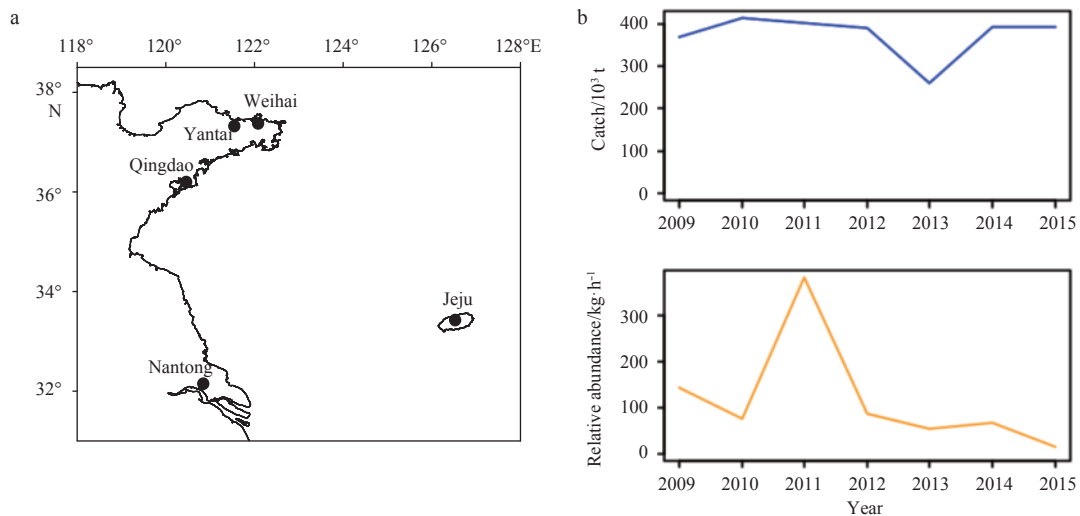 a
118° 120° 122° 124° 126° 128°E
38°
N
36°
34°
32°
Weihai
Yantai
Qingdao
Jeju
Nantong
b
Catch/10³ t
400
300
200
100
0
2009 2010 2011 2012 2013 2014 2015
Relative abundance/kg·h⁻¹
300
200
100
0
2009 2010 2011 2012 2013 2014 2015
Year